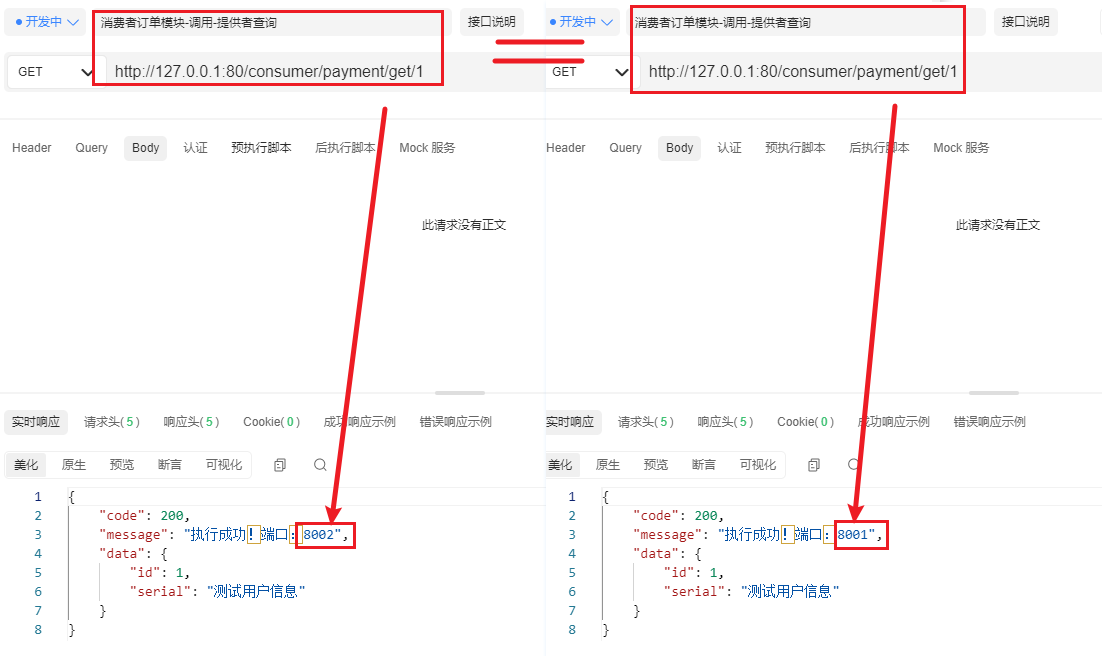 开发中
消费者订单模块-调用-提供者查询
接口说明
GET
http://127.0.0.1:80/consumer/payment/get/1
Header Query Body 认证 预执行脚本 后执行脚本 Mock 服务
此请求没有正文
实时响应 请求头(5) 响应头(5) Cookie(0) 成功响应示例 错误响应示例
美化 原生 预览 断言 可视化
1 {
2 "code": 200,
3 "message": "执行成功！端口：8002",
4 "data": {
5 "id": 1,
6 "serial": "测试用户信息"
7 }
8 }
开发中
消费者订单模块-调用-提供者查询
接口说明
GET
http://127.0.0.1:80/consumer/payment/get/1
Header Query Body 认证 预执行脚本 后执行脚本 Mock 服务
此请求没有正文
实时响应 请求头(5) 响应头(5) Cookie(0) 成功响应示例 错误响应示例
美化 原生 预览 断言 可视化
1 {
2 "code": 200,
3 "message": "执行成功！端口：8001",
4 "data": {
5 "id": 1,
6 "serial": "测试用户信息"
7 }
8 }